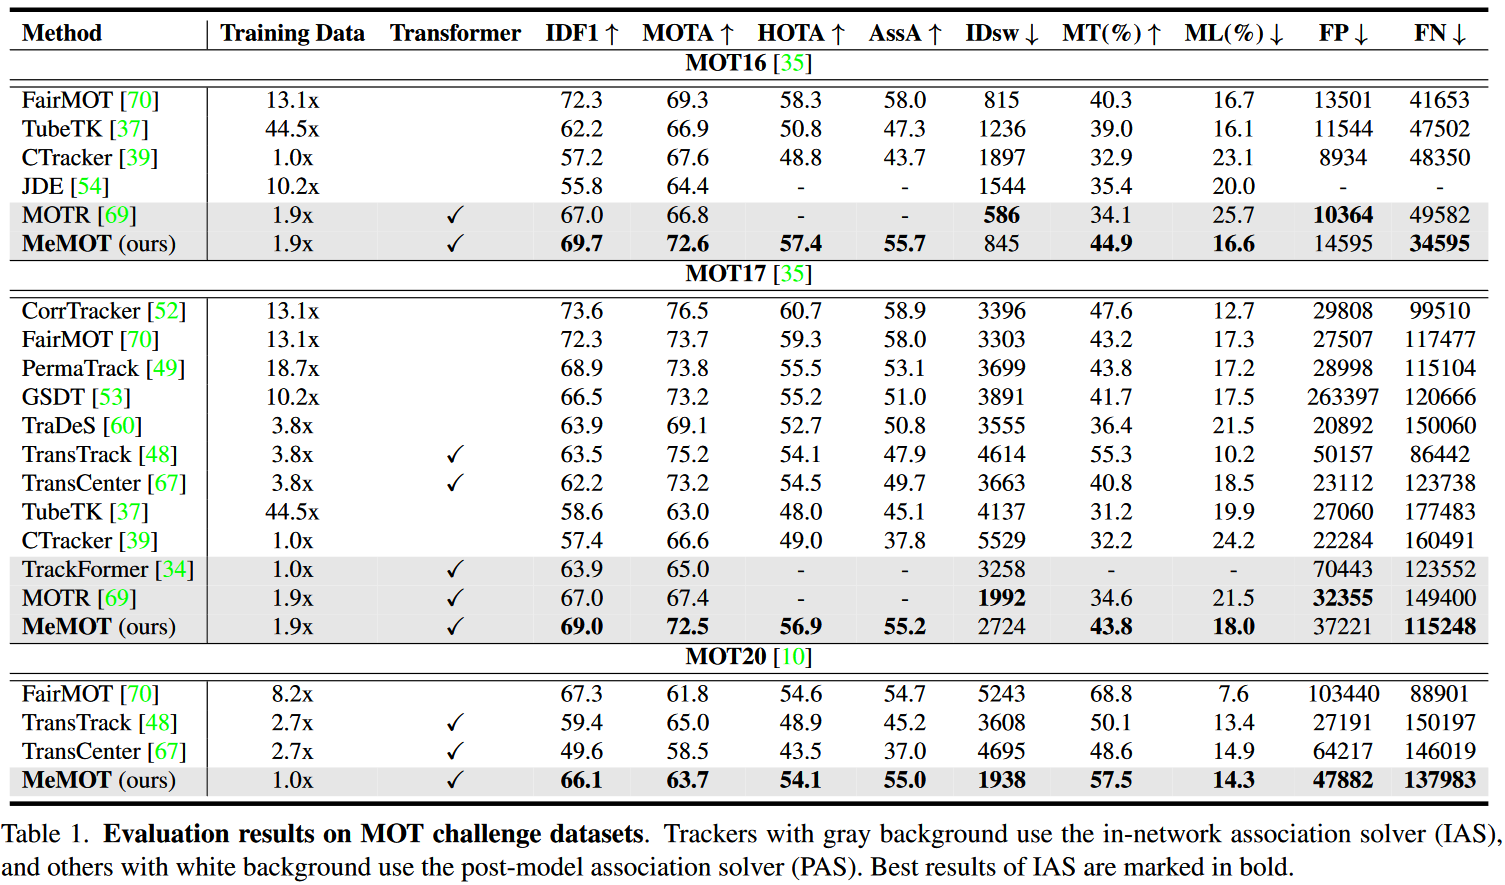 Method Training Data Transformer IDF1 ↑ MOTA ↑ HOTA ↑ AssA ↑ IDsw ↓ MT(%) ↑ ML(%) ↓ FP ↓ FN ↓
MOT16 [35]
FairMOT [70] 13.1x 72.3 69.3 58.3 58.0 815 40.3 16.7 13501 41653
TubeTK [37] 44.5x 62.2 66.9 50.8 47.3 1236 39.0 16.1 11544 47502
CTracker [39] 1.0x 57.2 67.6 48.8 43.7 1897 32.9 23.1 8934 48350
JDE [54] 10.2x 55.8 64.4 - - 1544 35.4 20.0 - -
MOTR [69] 1.9x ✓ 67.0 66.8 - - 586 34.1 25.7 10364 49582
MeMOT (ours) 1.9x ✓ 69.7 72.6 57.4 55.7 845 44.9 16.6 14595 34595
MOT17 [35]
CorrTracker [52] 13.1x 73.6 76.5 60.7 58.9 3396 47.6 12.7 29808 99510
FairMOT [70] 13.1x 72.3 73.7 59.3 58.0 3303 43.2 17.3 27507 117477
PermaTrack [49] 18.7x 68.9 73.8 55.5 53.1 3699 43.8 17.2 28998 115104
GSDT [53] 10.2x 66.5 73.2 55.2 51.0 3891 41.7 17.5 263397 120666
TraDeS [60] 3.8x 63.9 69.1 52.7 50.8 3555 36.4 21.5 20892 150060
TransTrack [48] 3.8x ✓ 63.5 75.2 54.1 47.9 4614 55.3 10.2 50157 86442
TransCenter [67] 3.8x ✓ 62.2 73.2 54.5 49.7 3663 40.8 18.5 23112 123738
TubeTK [37] 44.5x 58.6 63.0 48.0 45.1 4137 31.2 19.9 27060 177483
CTracker [39] 1.0x 57.4 66.6 49.0 37.8 5529 32.2 24.2 22284 160491
TrackFormer [34] 1.0x ✓ 63.9 65.0 - - 3258 - - 70443 123552
MOTR [69] 1.9x ✓ 67.0 67.4 - - 1992 34.6 21.5 32355 149400
MeMOT (ours) 1.9x ✓ 69.0 72.5 56.9 55.2 2724 43.8 18.0 37221 115248
MOT20 [10]
FairMOT [70] 8.2x 67.3 61.8 54.6 54.7 5243 68.8 7.6 103440 88901
TransTrack [48] 2.7x ✓ 59.4 65.0 48.9 45.2 3608 50.1 13.4 27191 150197
TransCenter [67] 2.7x ✓ 49.6 58.5 43.5 37.0 4695 48.6 14.9 64217 146019
MeMOT (ours) 1.0x ✓ 66.1 63.7 54.1 55.0 1938 57.5 14.3 47882 137983
Table 1. Evaluation results on MOT challenge datasets. Trackers with gray background use the in-network association solver (IAS),
and others with white background use the post-model association solver (PAS). Best results of IAS are marked in bold.